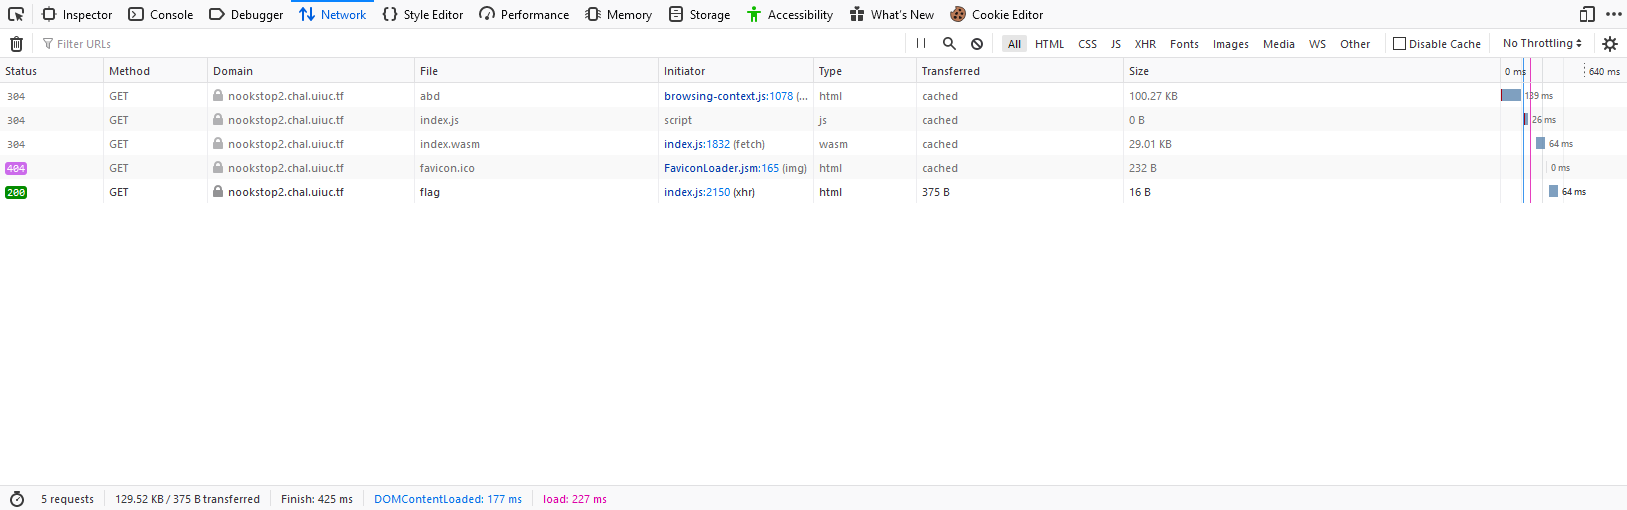 Inspector Console Debugger Network Style Editor Performance Memory Storage Accessibility What's New Cookie Editor
Filter URLs All HTML CSS JS XHR Fonts Images Media WS Other Disable Cache No Throttling
Status Method Domain File Initiator Type Transferred Size 0 ms 640 ms
304 GET nookstop2.chal.uiuc.tf abd browsing-context.js:1078 (... html cached 100.27 KB 139 ms
304 GET nookstop2.chal.uiuc.tf index.js script js cached 0 B 26 ms
304 GET nookstop2.chal.uiuc.tf index.wasm index.js:1832 (fetch) wasm cached 29.01 KB 64 ms
404 GET nookstop2.chal.uiuc.tf favicon.ico FaviconLoader.jsm:165 (img) html cached 232 B 0 ms
200 GET nookstop2.chal.uiuc.tf flag index.js:2150 (xhr) html 375 B 16 B 64 ms
5 requests 129.52 KB / 375 B transferred Finish: 425 ms DOMContentLoaded: 177 ms load: 227 ms